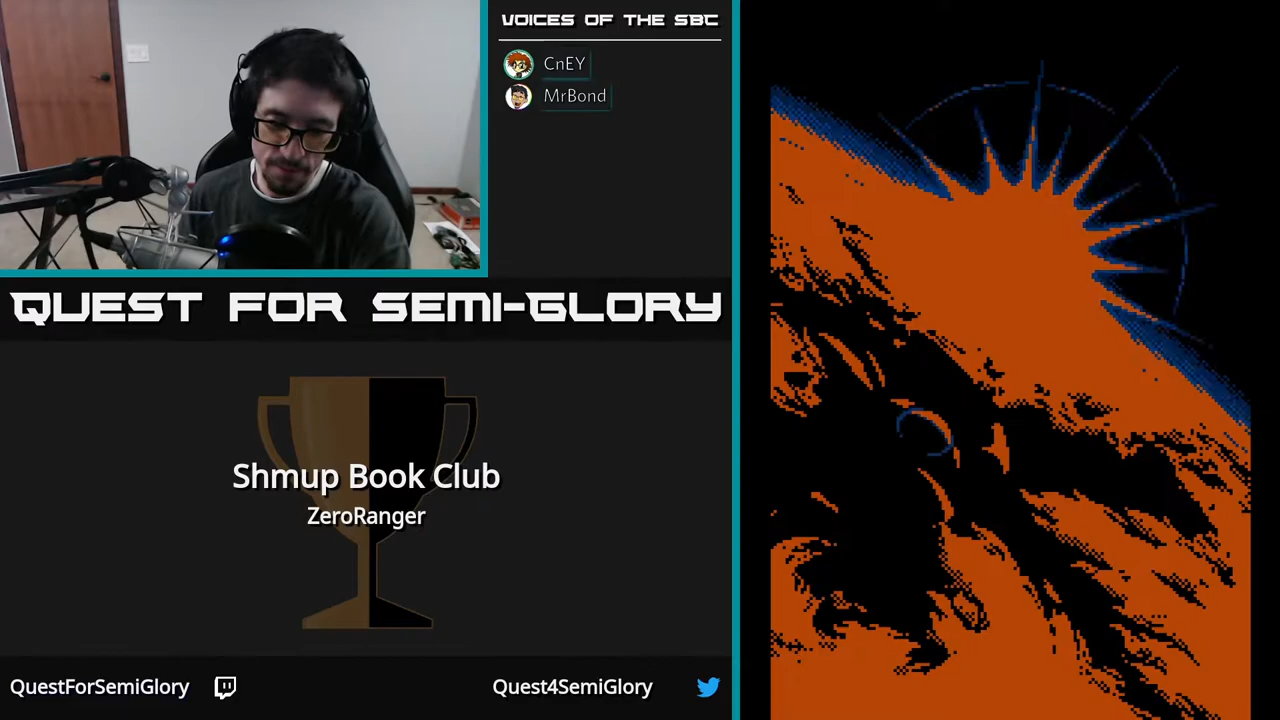 VOICES OF THE SBC
CnEY
MrBond
QUEST FOR SEMI-GLORY
Shmup Book Club
ZeroRanger
QuestForSemiGlory
Quest4SemiGlory